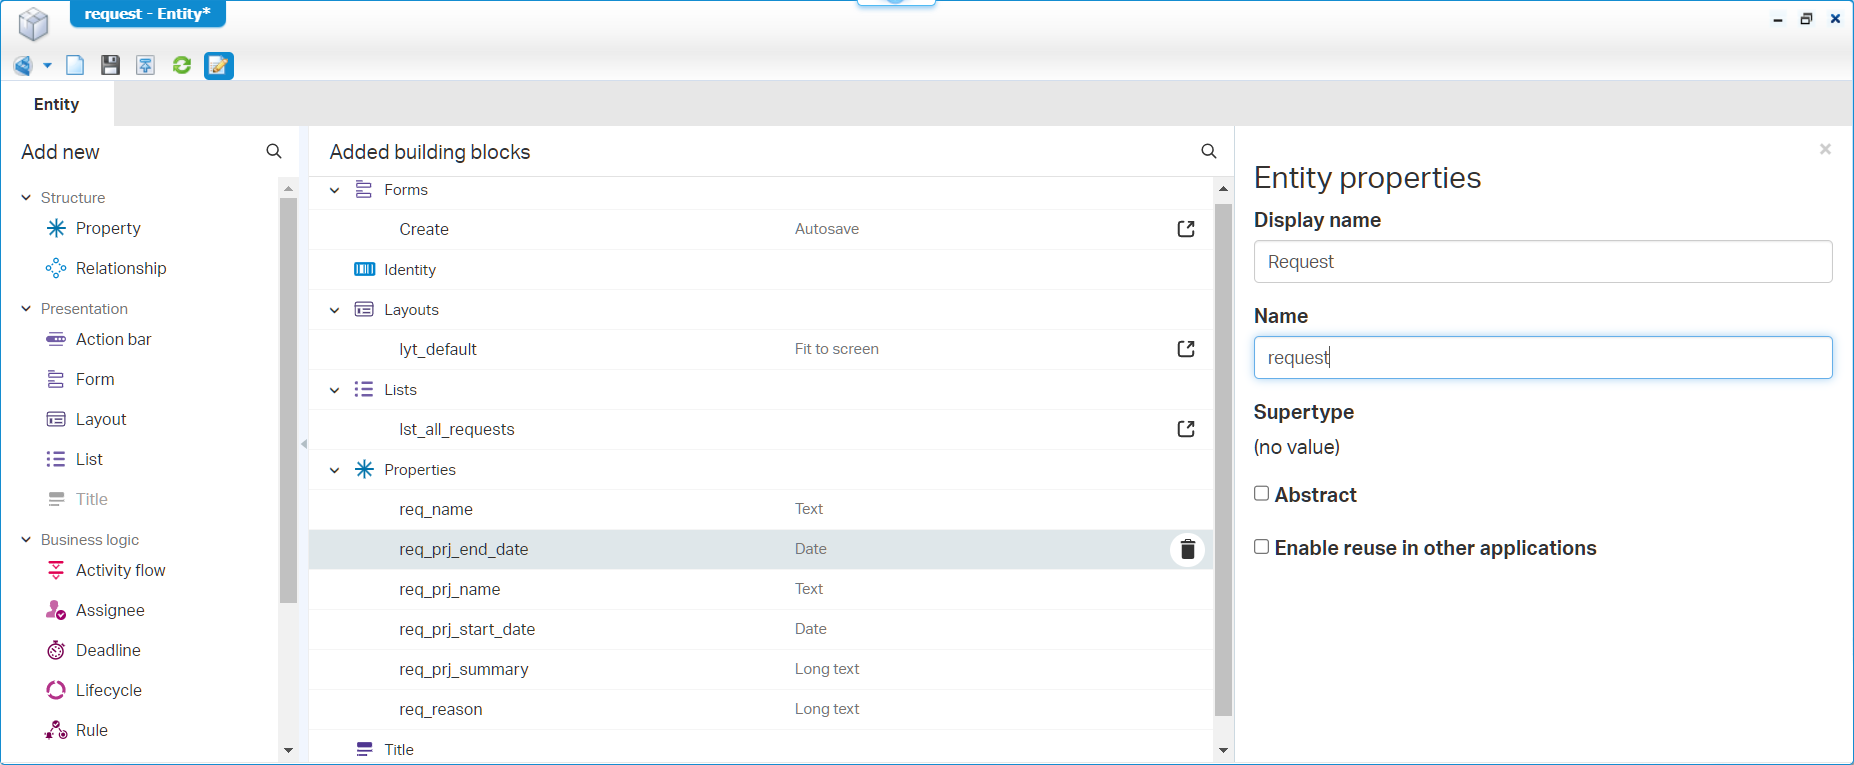 request - Entity*
Entity
Add new
Structure
Property
Relationship
Presentation
Action bar
Form
Layout
List
Title
Business logic
Activity flow
Assignee
Deadline
Lifecycle
Rule
Added building blocks
Forms
Create Autosave
Identity
Layouts
lyt_default Fit to screen
Lists
lst_all_requests
Properties
req_name Text
req_prj_end_date Date
req_prj_name Text
req_prj_start_date Date
req_prj_summary Long text
req_reason Long text
Title
Entity properties
Display name
Request
Name
request
Supertype
(no value)
Abstract
Enable reuse in other applications